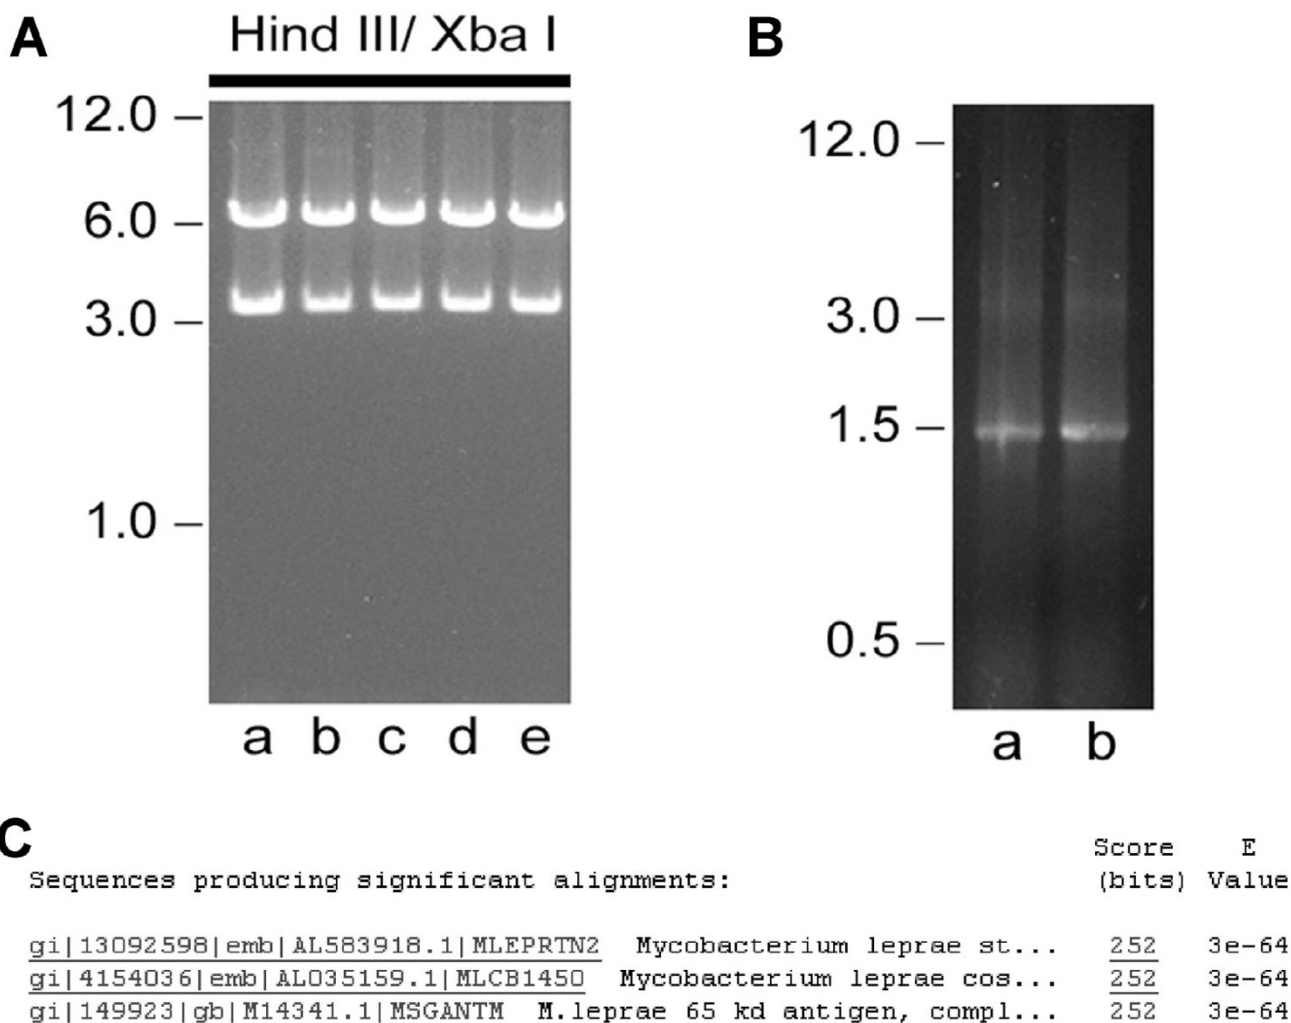 A
Hind III/ Xba I
12.0
6.0
3.0
1.0
a b c d e
B
12.0
3.0
1.5
0.5
a b
C
Score E
Sequences producing significant alignments: (bits) Value
gi|13092598|emb|AL583918.1|MLEPRTN2 Mycobacterium leprae st... 252 3e-64
gi|4154036|emb|AL035159.1|MLCB1450 Mycobacterium leprae cos... 252 3e-64
gi|149923|gb|M14341.1|MSGANTM M.leprae 65 kd antigen, compl... 252 3e-64